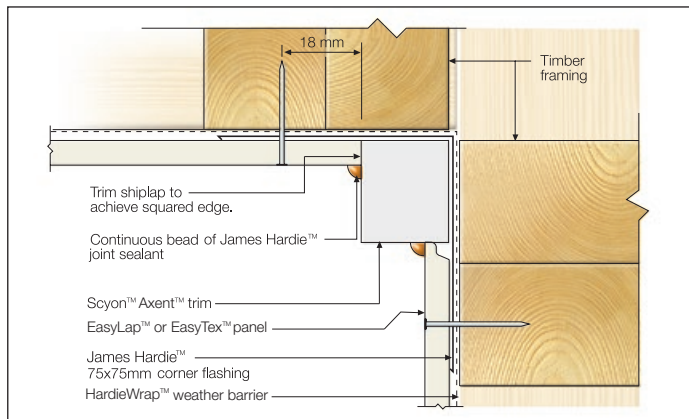 18 mm
Timber
framing
Trim shiplap to
achieve squared edge.
Continuous bead of James Hardie™
joint sealant
Scyon™ Axent™ trim
EasyLap™ or EasyTex™ panel
James Hardie™
75x75mm corner flashing
HardieWrap™ weather barrier